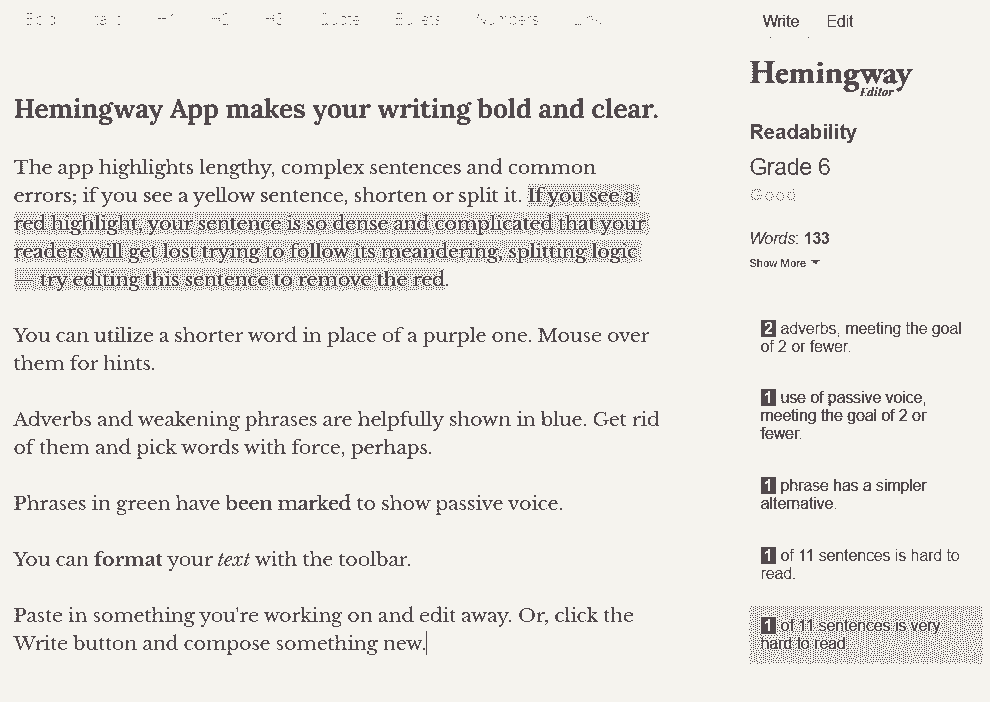 Bold Italic H1 H2 H3 Quote Bullets Numbers Link
Write Edit
Hemingway
Editor
Hemingway App makes your writing bold and clear.
The app highlights lengthy, complex sentences and common
errors; if you see a yellow sentence, shorten or split it. If you see a
red highlight, your sentence is so dense and complicated that your
readers will get lost trying to follow its meandering, splitting logic
— try editing this sentence to remove the red.
You can utilize a shorter word in place of a purple one. Mouse over
them for hints.
Adverbs and weakening phrases are helpfully shown in blue. Get rid
of them and pick words with force, perhaps.
Phrases in green have been marked to show passive voice.
You can format your text with the toolbar.
Paste in something you're working on and edit away. Or, click the
Write button and compose something new.
Readability
Grade 6
Good
Words: 133
Show More
2 adverbs, meeting the goal
of 2 or fewer.
1 use of passive voice,
meeting the goal of 2 or
fewer.
1 phrase has a simpler
alternative.
1 of 11 sentences is hard to
read.
1 of 11 sentences is very
hard to read.